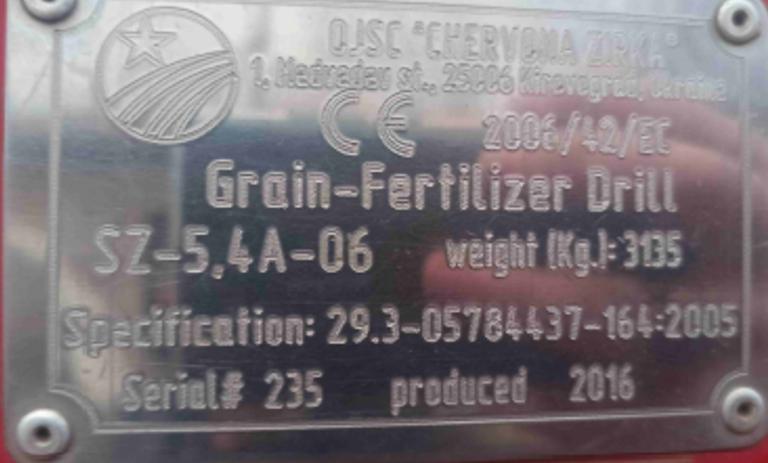 OJSC "CHERVONA ZIRKA"
1, Medvedev st., 25006 Kirovograd, Ukraine
CE 2006/42/EC
Grain-Fertilizer Drill
SZ-5,4A-06 weight (Kg.): 3135
Specification: 29.3-05784437-164:2005
Serial# 235 produced 2016